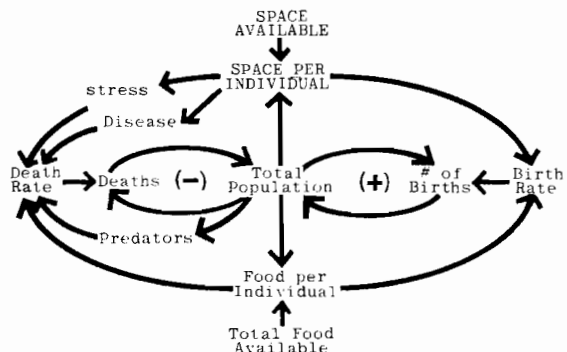 SPACE
AVAILABLE
SPACE PER
INDIVIDUAL
stress
Disease
Death
Rate
Deaths
(-)
Total
Population
(+)
# of
Births
Birth
Rate
Predators
Food per
Individual
Total Food
Available